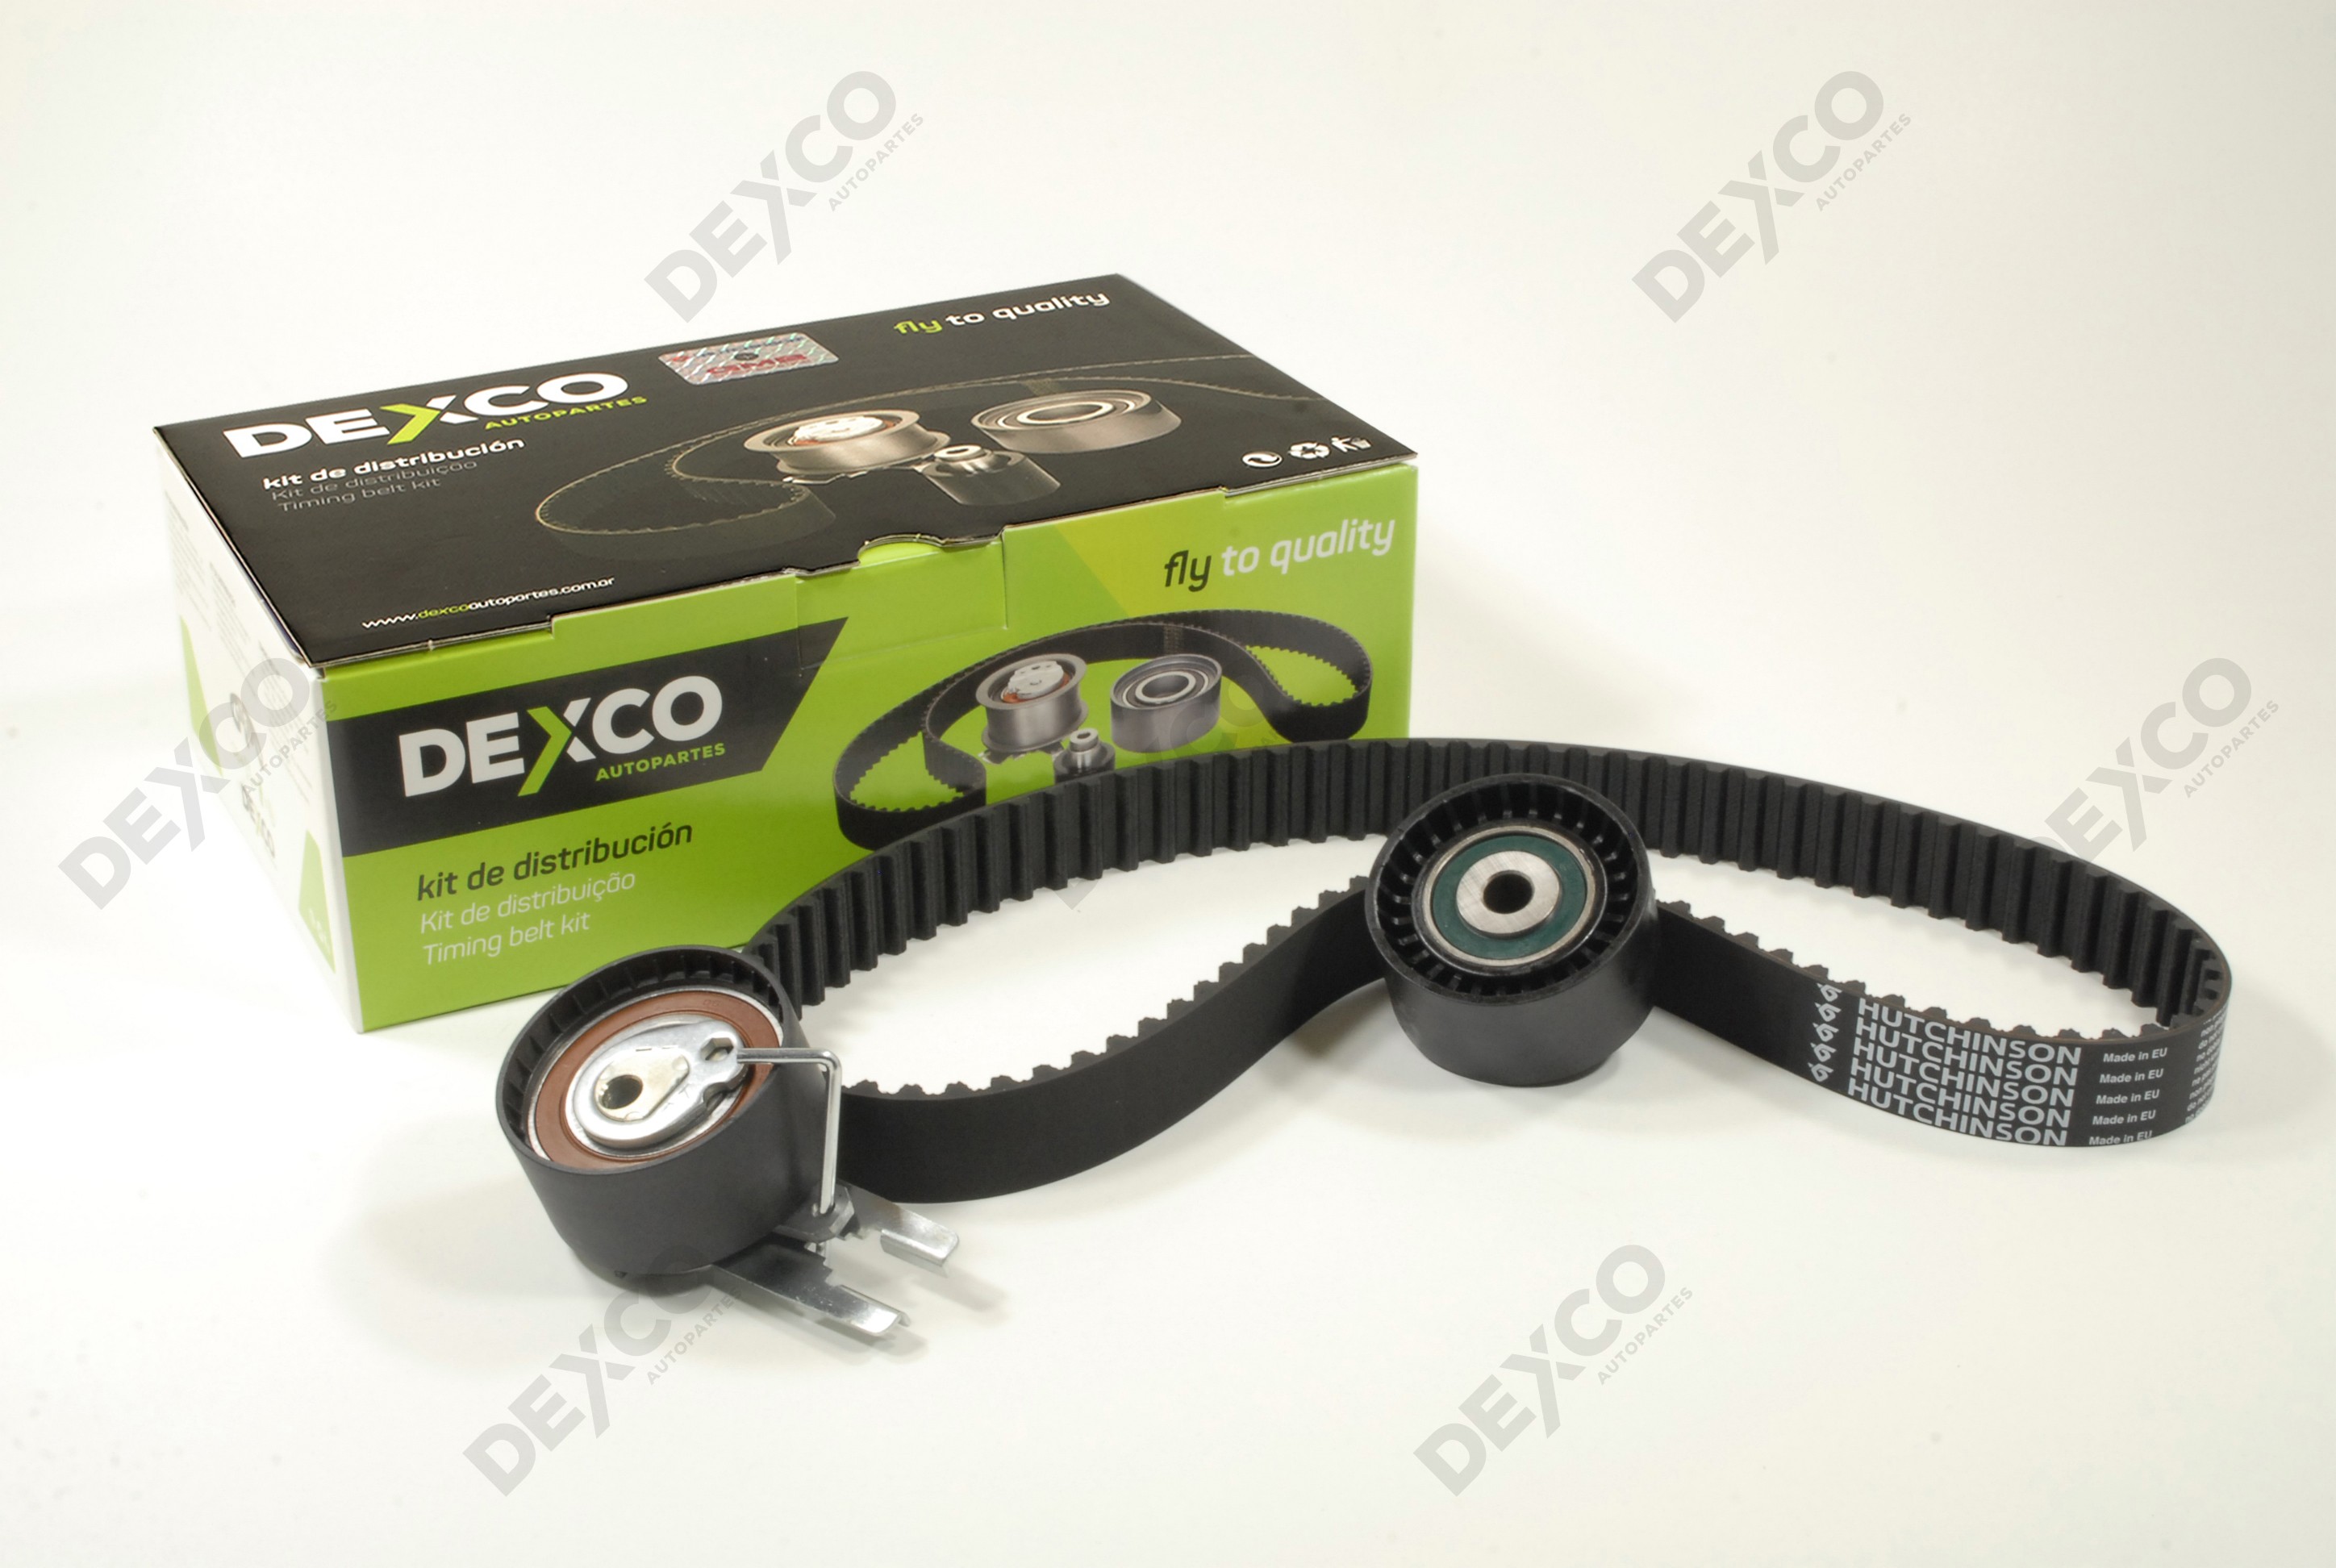 DEXCO
AUTOPARTES
DEXCO
AUTOPARTES
fly to quality
DEXCO
AUTOPARTES
kit de distribución
Kit de distribuição
Timing belt kit
www.dexcoautopartes.com.ar
fly to quality
DEXCO
AUTOPARTES
kit de distribución
Kit de distribuição
Timing belt kit
DEXCO
AUTOPARTES
DEXCO
AUTOPARTES
HUTCHINSON Made in EU
HUTCHINSON Made in EU
HUTCHINSON Made in EU
HUTCHINSON Made in EU
HUTCHINSON Made in EU
DEXCO
AUTOPARTES
DEXCO
AUTOPARTES